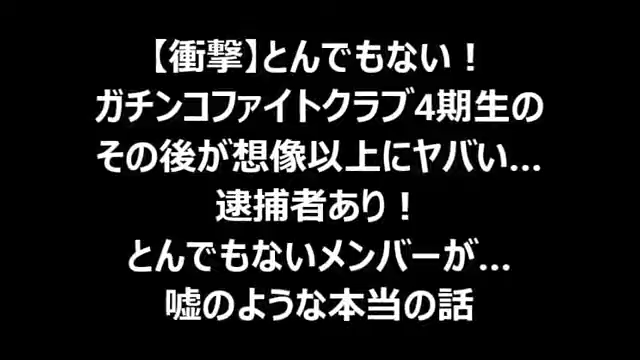 【衝撃】とんでもない！
ガチンコファイトクラブ4期生の
その後が想像以上にヤバい…
逮捕者あり！
とんでもないメンバーが…
嘘のような本当の話